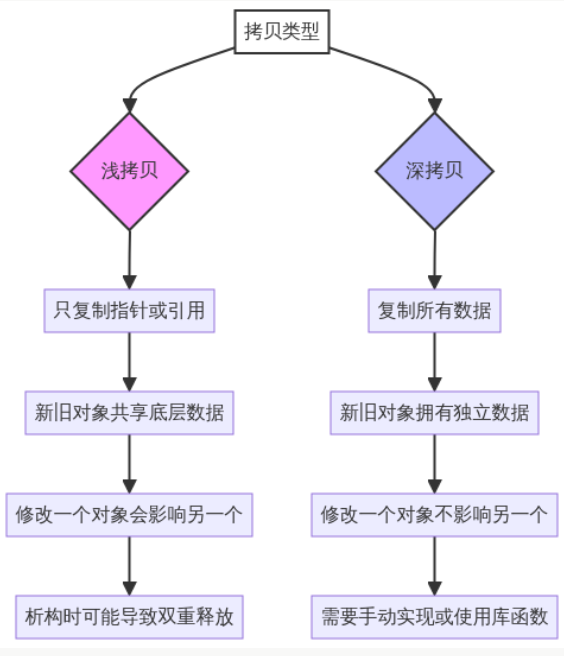 拷贝类型
浅拷贝
深拷贝
只复制指针或引用
复制所有数据
新旧对象共享底层数据
新旧对象拥有独立数据
修改一个对象会影响另一个
修改一个对象不影响另一个
析构时可能导致双重释放
需要手动实现或使用库函数